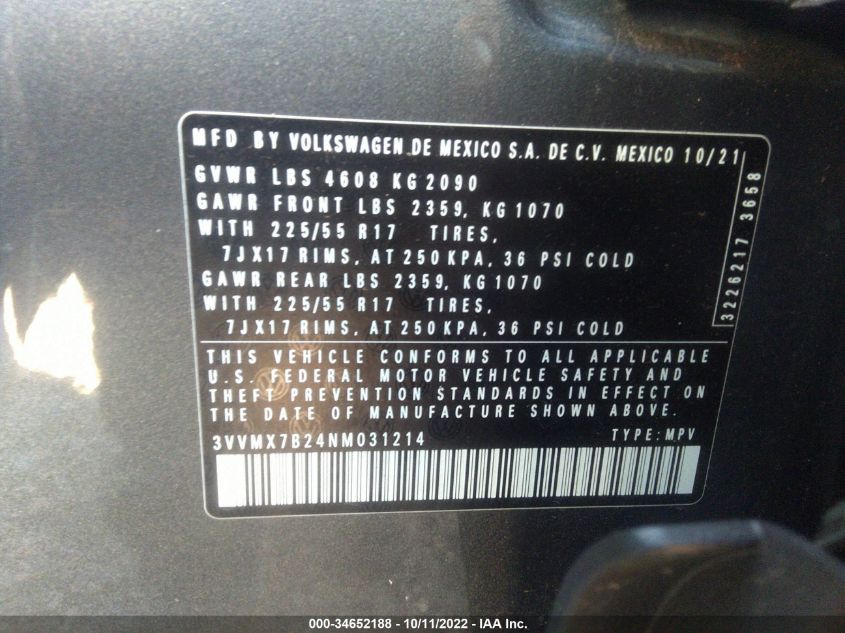 MFD BY VOLKSWAGEN DE MEXICO S.A. DE C.V. MEXICO 10/21
GVWR LBS 4608 KG 2090
GAWR FRONT LBS 2359, KG 1070
WITH 225/55 R17 TIRES,
7JX17 RIMS, AT 250 KPA, 36 PSI COLD
GAWR REAR LBS 2359, KG 1070
WITH 225/55 R17 TIRES,
7JX17 RIMS, AT 250 KPA, 36 PSI COLD
3226217 3658
THIS VEHICLE CONFORMS TO ALL APPLICABLE
U.S. FEDERAL MOTOR VEHICLE SAFETY AND
THEFT PREVENTION STANDARDS IN EFFECT ON
THE DATE OF MANUFACTURE SHOWN ABOVE.
3VVMX7B24NM031214 TYPE: MPV
000-34652188 - 10/11/2022 - IAA Inc.